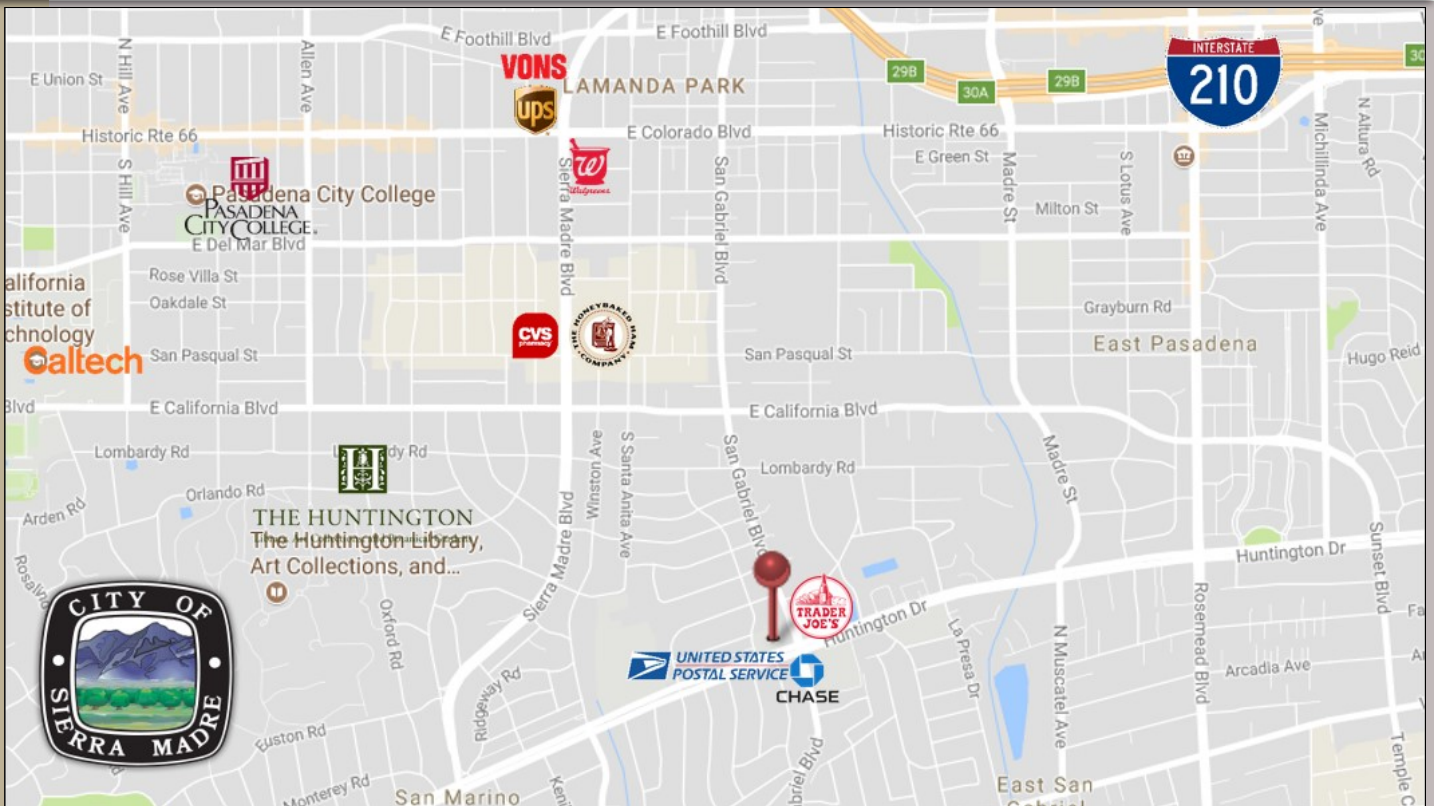 E Foothill Blvd
E Foothill Blvd
N Hill Ave
Allen Ave
VONS
LAMANDA PARK
INTERSTATE
210
29B
30A
29B
30
E Union St
ups
N Altura Rd
Historic Rte 66
E Colorado Blvd
Historic Rte 66
Michillinda Ave
E Green St
S Hill Ave
Sierra Madre Blvd
Walgreens
San Gabriel Blvd
Madre St
S Lotus Ave
Pasadena City College
PASADENA
CITY COLLEGE
E Del Mar Blvd
Milton St
Rose Villa St
Oakdale St
alifornia
stitute of
chnology
Caltech
San Pasqual St
CVS
pharmacy
THE HONEYBAKED HAM
COMPANY
San Pasqual St
Grayburn Rd
East Pasadena
Hugo Reid
Blvd
E California Blvd
E California Blvd
Lombardy Rd
dy Rd
H
Winston Ave
S Santa Anita Ave
San Gabriel Blvd
Lombardy Rd
Madre St
Orlando Rd
Arden Rd
THE HUNTINGTON
The Huntington Library,
Art Collections, and...
Sierra Madre Blvd
Huntington Dr
Sunset Blvd
CITY OF
SIERRA MADRE
Oxford Rd
TRADER
JOE'S
Huntington Dr
La Presa Dr
Rosemead Blvd
N Muscatel Ave
UNITED STATES
POSTAL SERVICE
CHASE
Arcadia Ave
Ridgeway Rd
Euston Rd
Monterey Rd
San Marino
briel Blvd
East San
Temple C